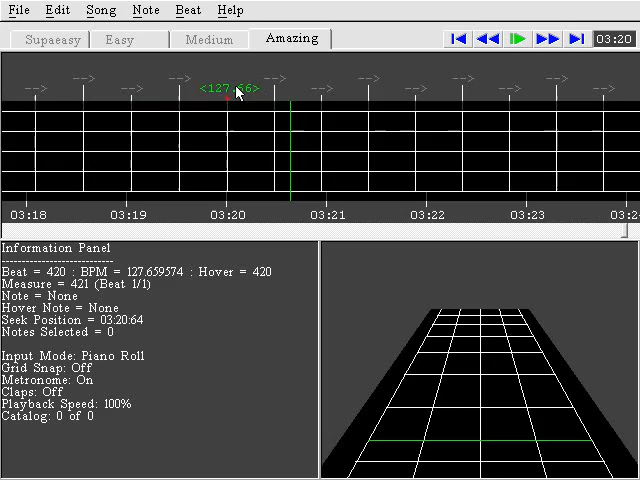 File Edit Song Note Beat Help
Supaeasy Easy Medium Amazing 03:20
--> --> --> --> --> --> --> --> --> --> --> -->
<127.66>
03:18 03:19 03:20 03:21 03:22 03:23 03:2
Information Panel
----------------------------
Beat = 420 : BPM = 127.659574 : Hover = 420
Measure = 421 (Beat 1/1)
Note = None
Hover Note = None
Seek Position = 03:20:64
Notes Selected = 0
Input Mode: Piano Roll
Grid Snap: Off
Metronome: On
Claps: Off
Playback Speed: 100%
Catalog: 0 of 0